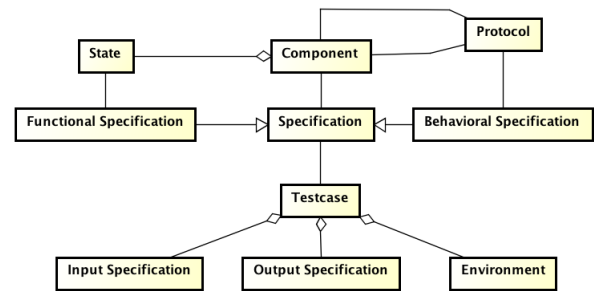 Protocol
State
Component
Functional Specification
Specification
Behavioral Specification
Testcase
Input Specification
Output Specification
Environment